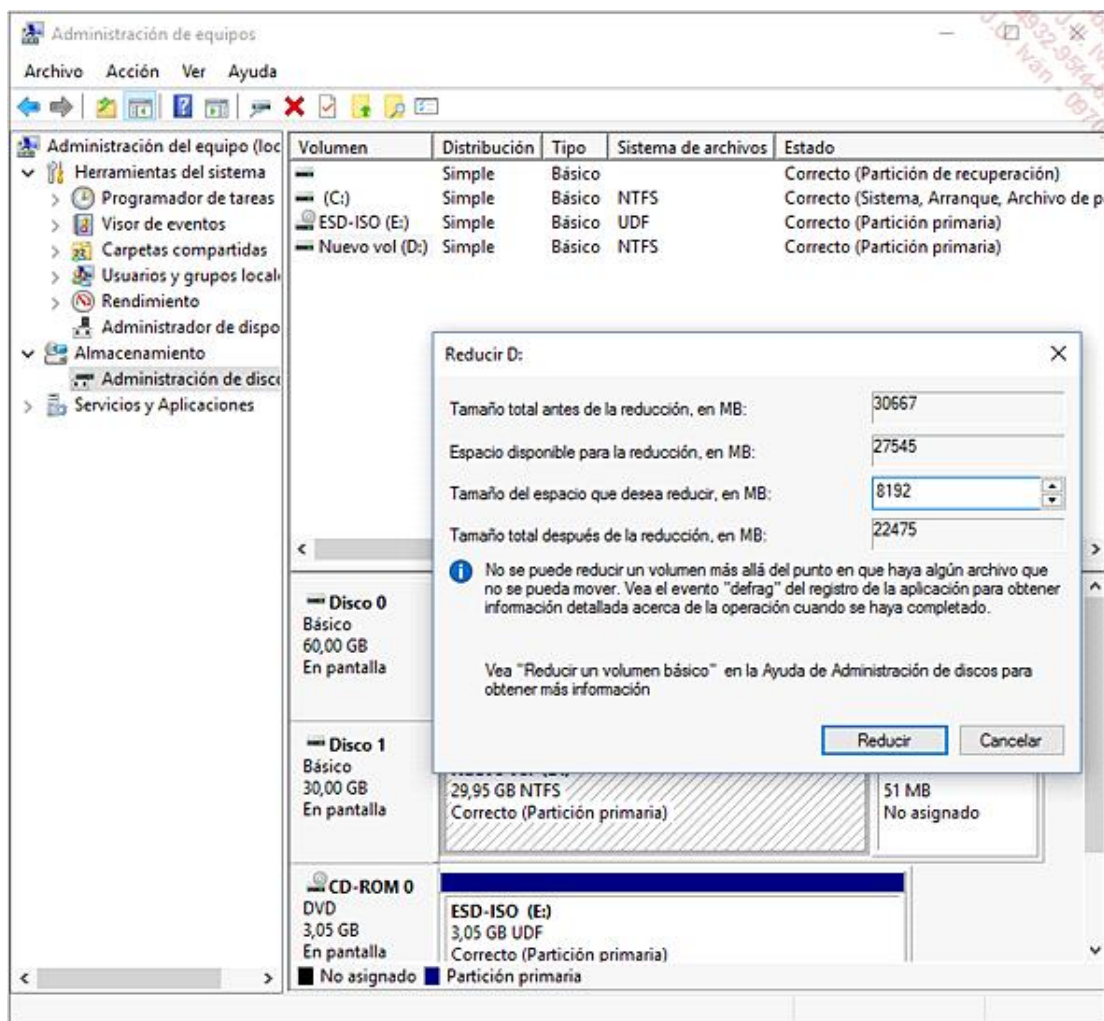 Administración de equipos
Archivo Acción Ver Ayuda
Administración del equipo (loc
Herramientas del sistema
Programador de tareas
Visor de eventos
Carpetas compartidas
Usuarios y grupos local
Rendimiento
Administrador de dispo
Almacenamiento
Administración de disc
Servicios y Aplicaciones
Volumen Distribución Tipo Sistema de archivos Estado
Simple Básico Correcto (Partición de recuperación)
(C:) Simple Básico NTFS Correcto (Sistema, Arranque, Archivo de p
ESD-ISO (E:) Simple Básico UDF Correcto (Partición primaria)
Nuevo vol (D:) Simple Básico NTFS Correcto (Partición primaria)
Reducir D:
Tamaño total antes de la reducción, en MB: 30667
Espacio disponible para la reducción, en MB: 27545
Tamaño del espacio que desea reducir, en MB: 8192
Tamaño total después de la reducción, en MB: 22475
No se puede reducir un volumen más allá del punto en que haya algún archivo que
no se pueda mover. Vea el evento "defrag" del registro de la aplicación para obtener
información detallada acerca de la operación cuando se haya completado.
Vea "Reducir un volumen básico" en la Ayuda de Administración de discos para
obtener más información
Reducir Cancelar
Disco 0
Básico
60,00 GB
En pantalla
Disco 1
Básico
30,00 GB
En pantalla
29,95 GB NTFS
Correcto (Partición primaria)
51 MB
No asignado
CD-ROM 0
DVD
3,05 GB
En pantalla
ESD-ISO (E:)
3,05 GB UDF
Correcto (Partición primaria)
No asignado Partición primaria